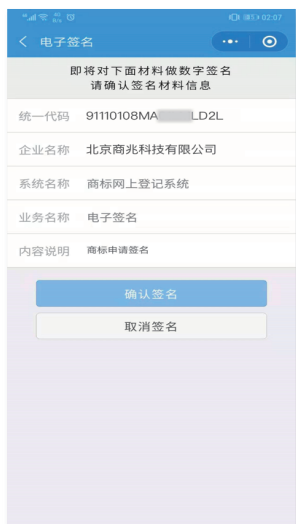 02:07
电子签名
即将对下面材料做数字签名
请确认签名材料信息
统一代码 91110108MA LD2L
企业名称 北京商兆科技有限公司
系统名称 商标网上登记系统
业务名称 电子签名
内容说明 商标申请签名
确认签名
取消签名